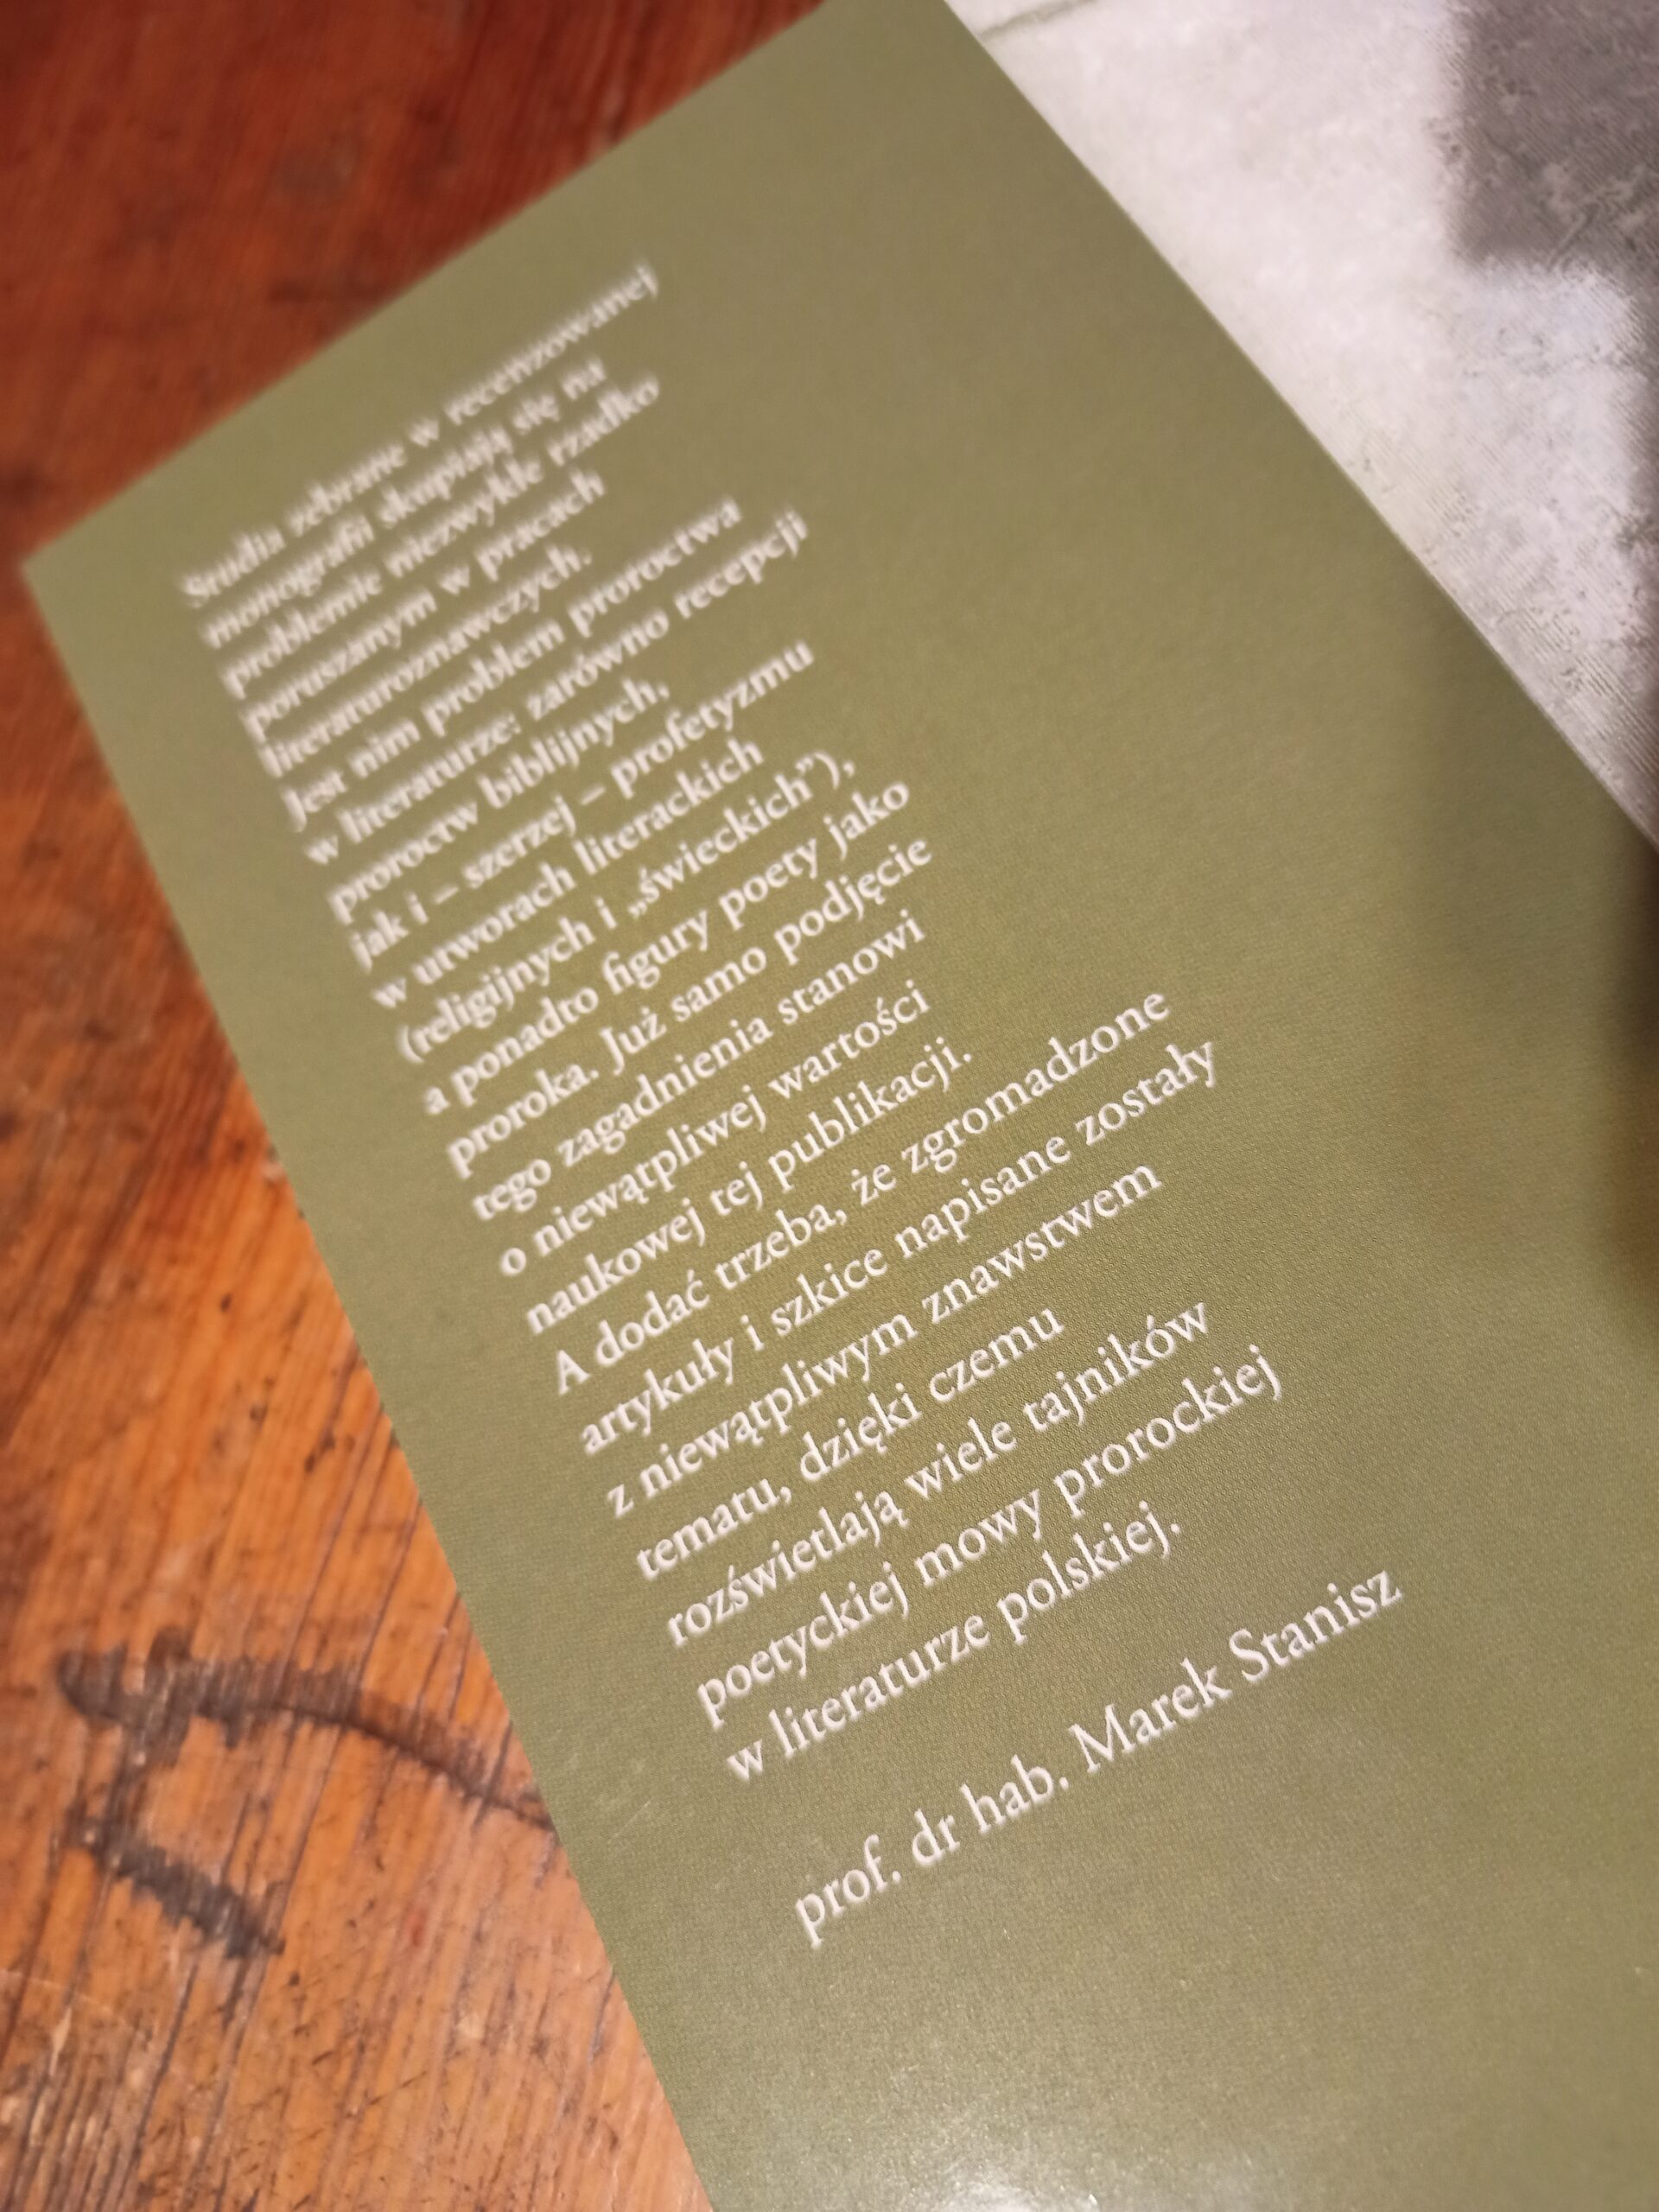 Studia zebrane w recenzowanej
monografii skupiają się na
problemie niezwykle rzadko
poruszanym w pracach
literaturoznawczych.
Jest nim problem proroctwa
w literaturze: zarówno recepcji
proroctw biblijnych,
jak i – szerzej – profetyzmu
w utworach literackich
(religijnych i „świeckich”),
a ponadto figury poety jako
proroka. Już samo podjęcie
tego zagadnienia stanowi
o niewątpliwej wartości
naukowej tej publikacji.
A dodać trzeba, że zgromadzone
artykuły i szkice napisane zostały
z niewątpliwym znawstwem
tematu, dzięki czemu
rozświetlają wiele tajników
poetyckiej mowy prorockiej
w literaturze polskiej.
prof. dr hab. Marek Stanisz